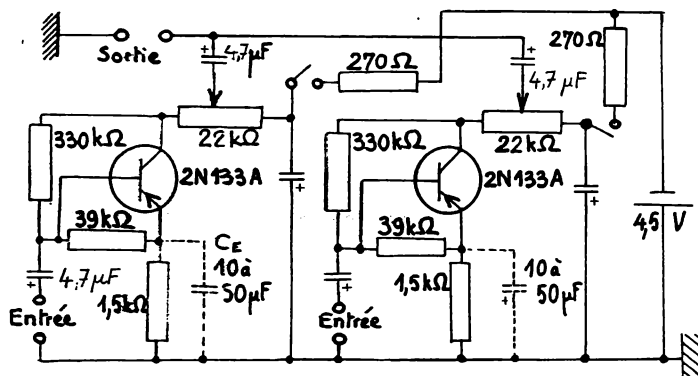 Sortie
4,7µF
270Ω
4,7µF
270Ω
330kΩ
22kΩ
2N133A
39kΩ
4,7µF
Entrée
1,5kΩ
CE
10 à
50µF
330kΩ
22kΩ
2N133A
39kΩ
Entrée
1,5kΩ
10 à
50µF
4,5 V